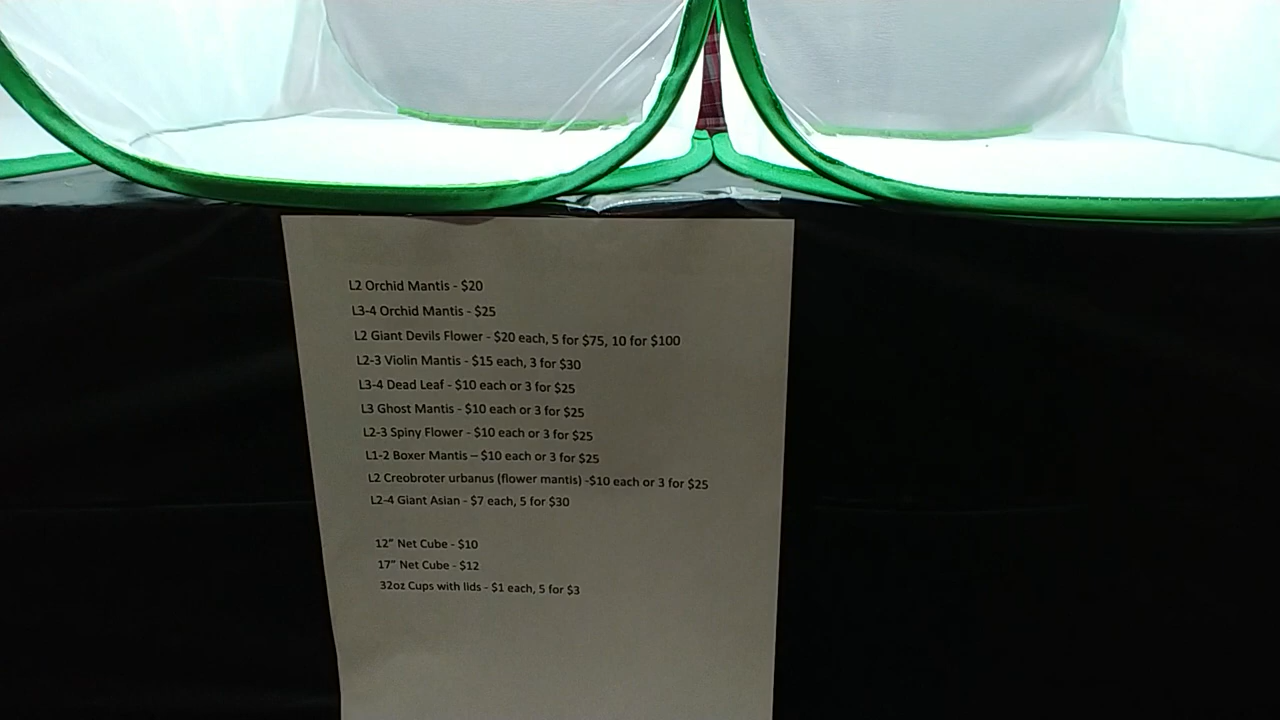 L2 Orchid Mantis - $20
L3-4 Orchid Mantis - $25
L2 Giant Devils Flower - $20 each, 5 for $75, 10 for $100
L2-3 Violin Mantis - $15 each, 3 for $30
L3-4 Dead Leaf - $10 each or 3 for $25
L3 Ghost Mantis - $10 each or 3 for $25
L2-3 Spiny Flower - $10 each or 3 for $25
L1-2 Boxer Mantis – $10 each or 3 for $25
L2 Creobroter urbanus (flower mantis) -$10 each or 3 for $25
L2-4 Giant Asian - $7 each, 5 for $30
12” Net Cube - $10
17” Net Cube - $12
32oz Cups with lids - $1 each, 5 for $3